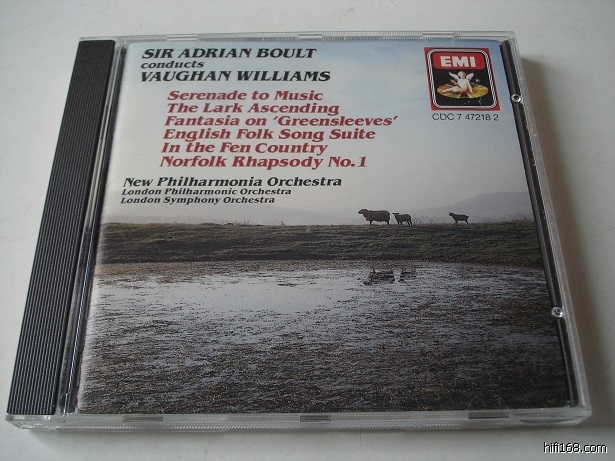 SIR ADRIAN BOULT
conducts
VAUGHAN WILLIAMS
Serenade to Music
The Lark Ascending
Fantasia on 'Greensleeves'
English Folk Song Suite
In the Fen Country
Norfolk Rhapsody No.1
New Philharmonia Orchestra
London Philharmonic Orchestra
London Symphony Orchestra
EMI
CDC 7 47218 2
hifi168.com